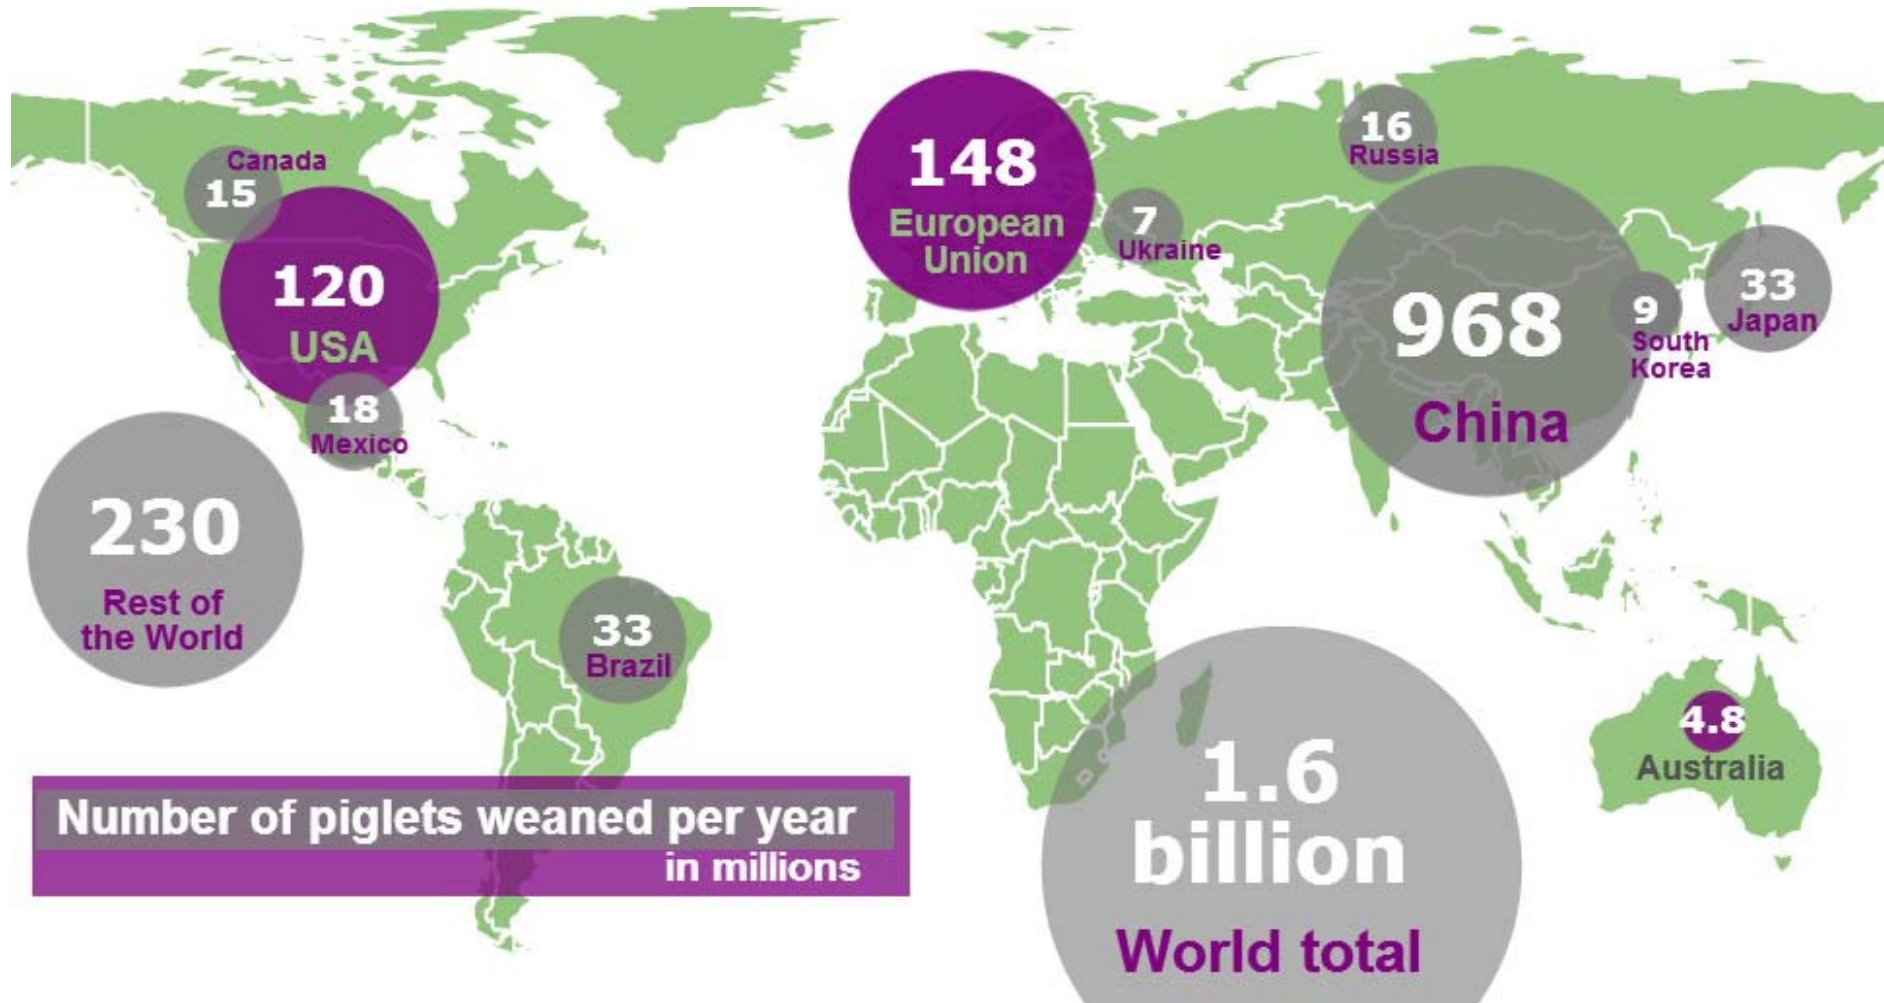 Canada
15
120
USA
18
Mexico
230
Rest of
the World
33
Brazil
148
European
Union
7
Ukraine
16
Russia
968
China
9
South
Korea
33
Japan
4.8
Australia
1.6
billion
World total
Number of piglets weaned per year
in millions